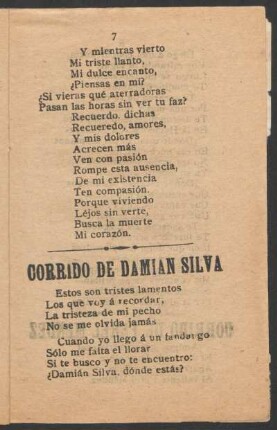 7
Y mientras vierto
Mi triste llanto,
Mi dulce encanto,
¿Piensas en mí?
¿Si vieras qué aterradoras
Pasan las horas sin ver tu faz?
Recuerdo, dichas
Recueredo, amores,
Y mis dolores
Acrecen más
Ven con pasión
Rompe esta ausencia,
De mi existencia
Ten compasión.
Porque viviendo
Léjos sin verte,
Busca la muerte
Mi corazón.
CORRIDO DE DAMIAN SILVA
Estos son tristes lamentos
Los que voy á recordar,
La tristeza de mi pecho
No se me olvida jamás
Cuando yo llego á un fandango
Sólo me falta el llorar
Si te busco y no te encuentro:
¿Damián Silva, dónde estás?